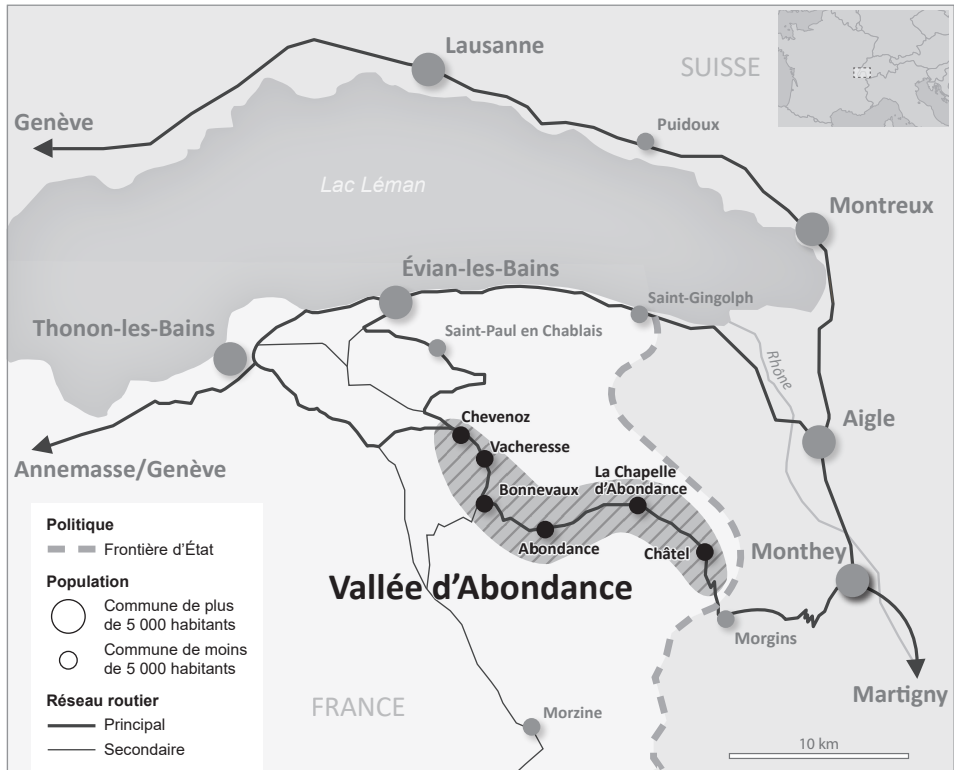 Lausanne
SUISSE
Genève
Puidoux
Lac Léman
Montreux
Évian-les-Bains
Saint-Gingolph
Thonon-les-Bains
Saint-Paul en Chablais
Rhône
Chevenoz
Aigle
Annemasse/Genève
Vacheresse
La Chapelle
d'Abondance
Bonnevaux
Abondance
Châtel
Monthey
Vallée d'Abondance
Morgins
Martigny
FRANCE
Morzine
10 km
Politique
Frontière d'État
Population
Commune de plus
de 5 000 habitants
Commune de moins
de 5 000 habitants
Réseau routier
Principal
Secondaire